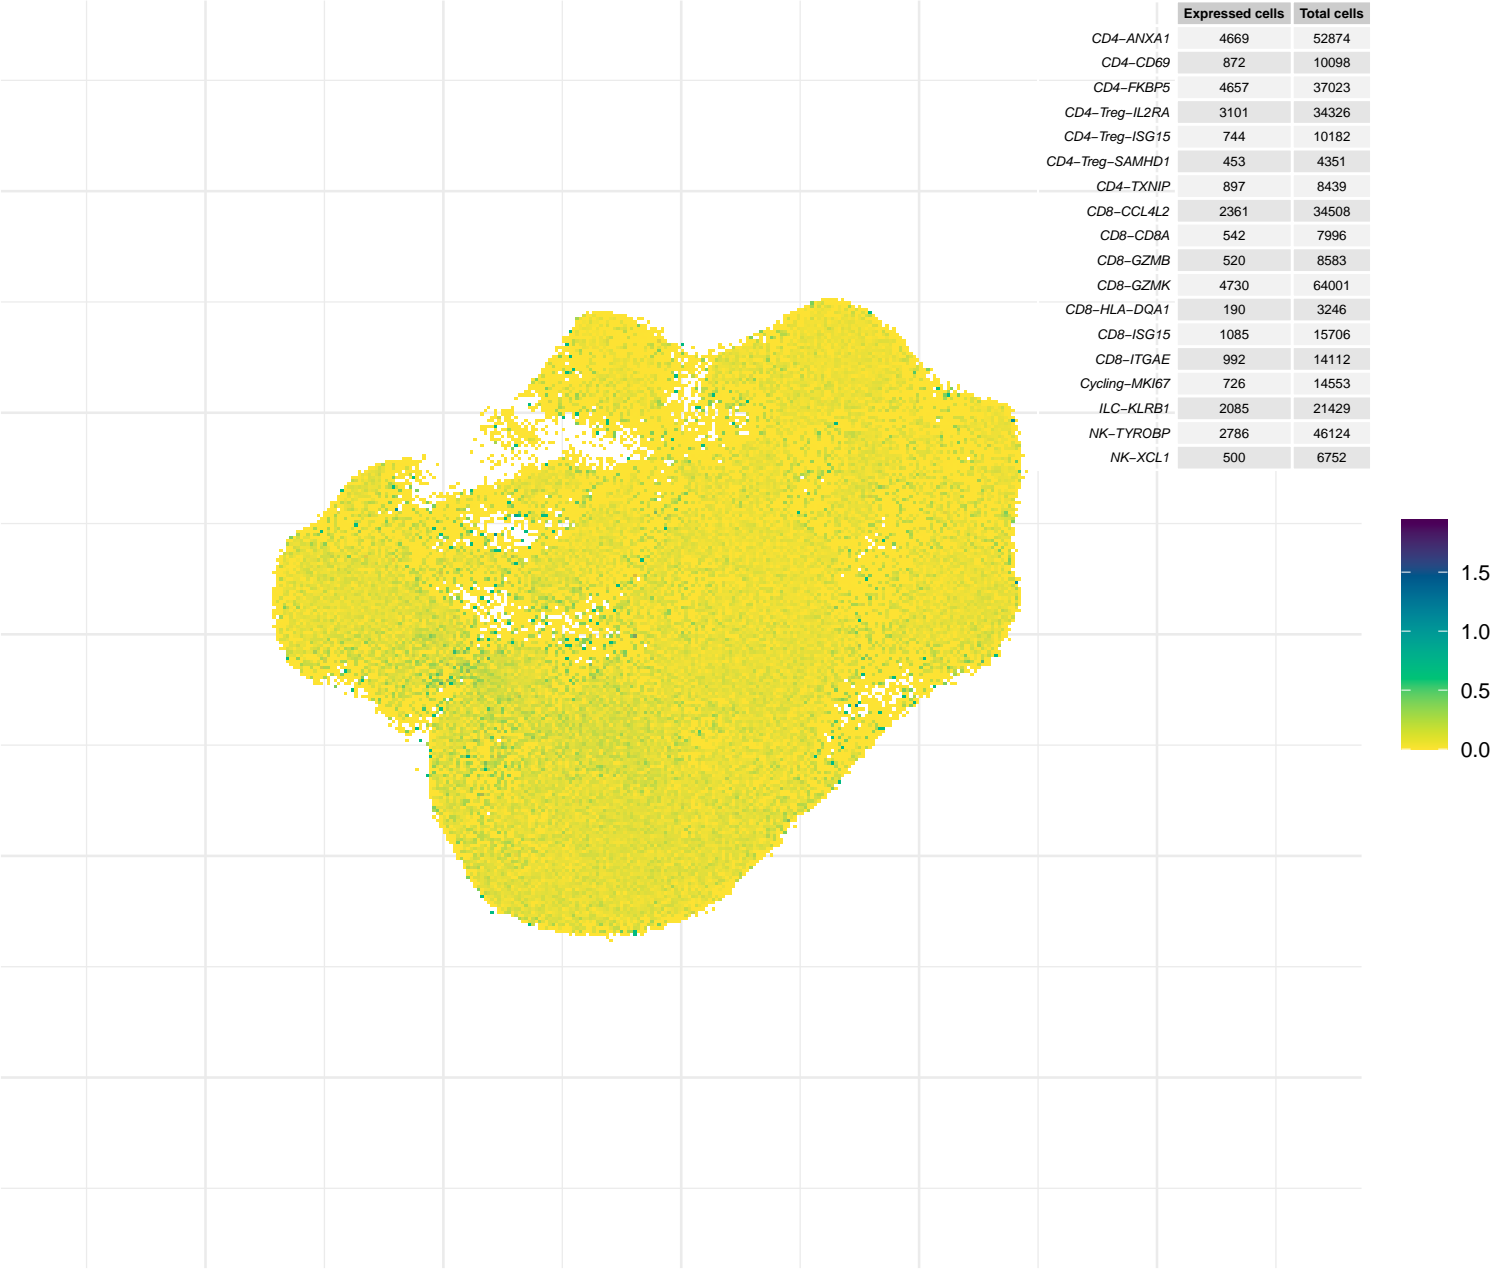 Expressed cells Total cells
CD4−ANXA1 4669 52874
CD4−CD69 872 10098
CD4−FKBP5 4657 37023
CD4−Treg−IL2RA 3101 34326
CD4−Treg−ISG15 744 10182
CD4−Treg−SAMHD1 453 4351
CD4−TXNIP 897 8439
CD8−CCL4L2 2361 34508
CD8−CD8A 542 7996
CD8−GZMB 520 8583
CD8−GZMK 4730 64001
CD8−HLA−DQA1 190 3246
CD8−ISG15 1085 15706
CD8−ITGAE 992 14112
Cycling−MKI67 726 14553
ILC−KLRB1 2085 21429
NK−TYROBP 2786 46124
NK−XCL1 500 6752
1.5
1.0
0.5
0.0